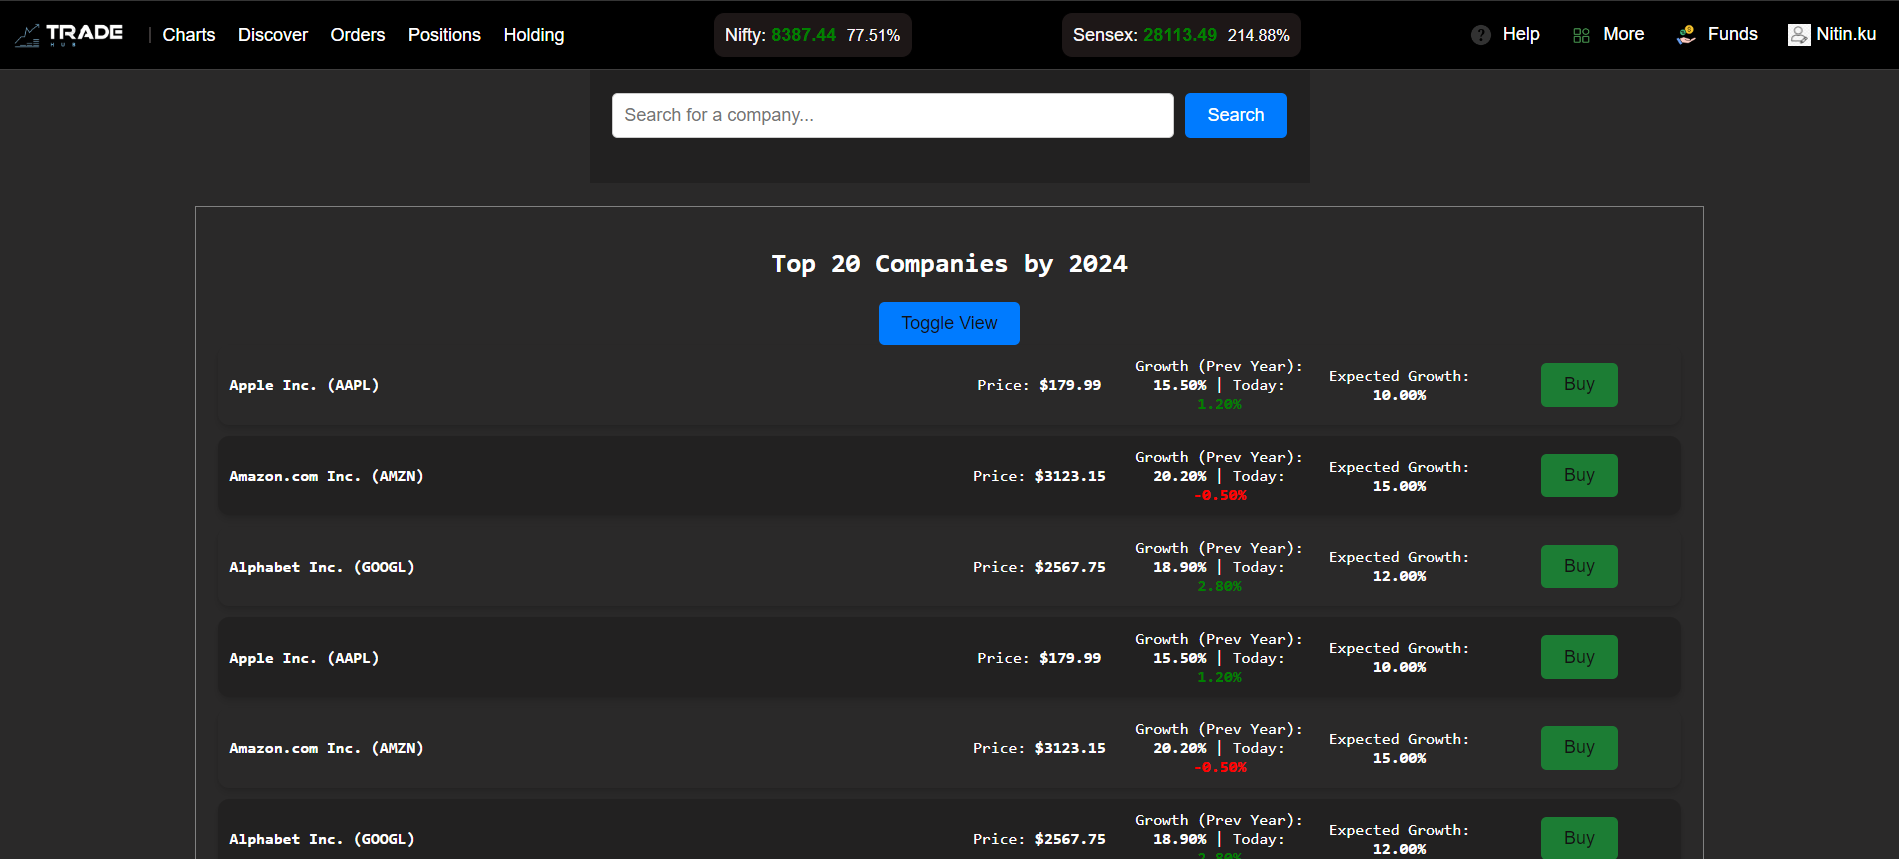 TRADE
HUB
| Charts Discover Orders Positions Holding
Nifty: 8387.44 77.51%
Sensex: 28113.49 214.88%
? Help More Funds Nitin.ku
Search for a company...
Search
Top 20 Companies by 2024
Toggle View
Apple Inc. (AAPL)
Price: $179.99
Growth (Prev Year):
15.50% | Today:
1.20%
Expected Growth:
10.00%
Buy
Amazon.com Inc. (AMZN)
Price: $3123.15
Growth (Prev Year):
20.20% | Today:
-0.50%
Expected Growth:
15.00%
Buy
Alphabet Inc. (GOOGL)
Price: $2567.75
Growth (Prev Year):
18.90% | Today:
2.80%
Expected Growth:
12.00%
Buy
Apple Inc. (AAPL)
Price: $179.99
Growth (Prev Year):
15.50% | Today:
1.20%
Expected Growth:
10.00%
Buy
Amazon.com Inc. (AMZN)
Price: $3123.15
Growth (Prev Year):
20.20% | Today:
-0.50%
Expected Growth:
15.00%
Buy
Alphabet Inc. (GOOGL)
Price: $2567.75
Growth (Prev Year):
18.90% | Today:
2.80%
Expected Growth:
12.00%
Buy